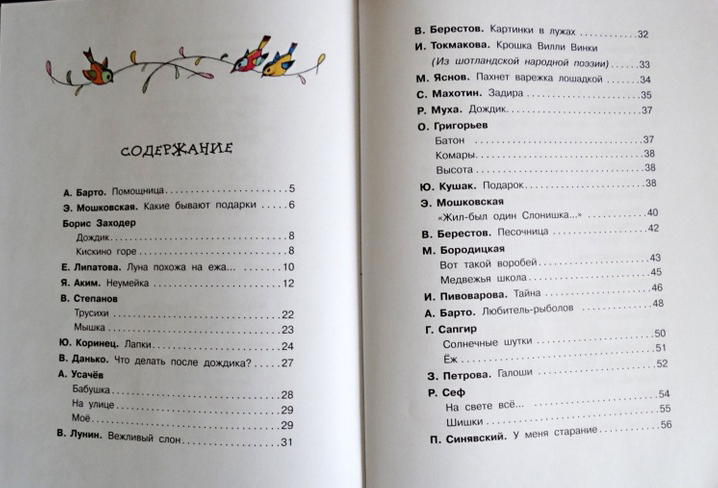 СОДЕРЖАНИЕ
А. Барто. Помощница 5
Э. Мошковская. Какие бывают подарки 6
Борис Заходер
Дождик 8
Кискино горе 8
Е. Липатова. Луна похожа на ежа... 10
Я. Аким. Неумейка 12
В. Степанов
Трусихи 22
Мышка 23
Ю. Коринец. Лапки 24
В. Данько. Что делать после дождика? 27
А. Усачёв
Бабушка 28
На улице 29
Моё 29
В. Лунин. Вежливый слон 31
В. Берестов. Картинки в лужах 32
И. Токмакова. Крошка Вилли Винки
(Из шотландской народной поэзии) 33
М. Яснов. Пахнет варежка лошадкой 34
С. Махотин. Задира 35
Р. Муха. Дождик 37
О. Григорьев
Батон 37
Комары 38
Высота 38
Ю. Кушак. Подарок 38
Э. Мошковская
«Жил-был один Слонишка...» 40
В. Берестов. Песочница 42
М. Бородицкая
Вот такой воробей 43
Медвежья школа 45
И. Пивоварова. Тайна 46
А. Барто. Любитель-рыболов 48
Г. Сапгир
Солнечные шутки 50
Ёж 51
З. Петрова. Галоши 52
Р. Сеф
На свете всё... 54
Шишки 55
П. Синявский. У меня старание 56